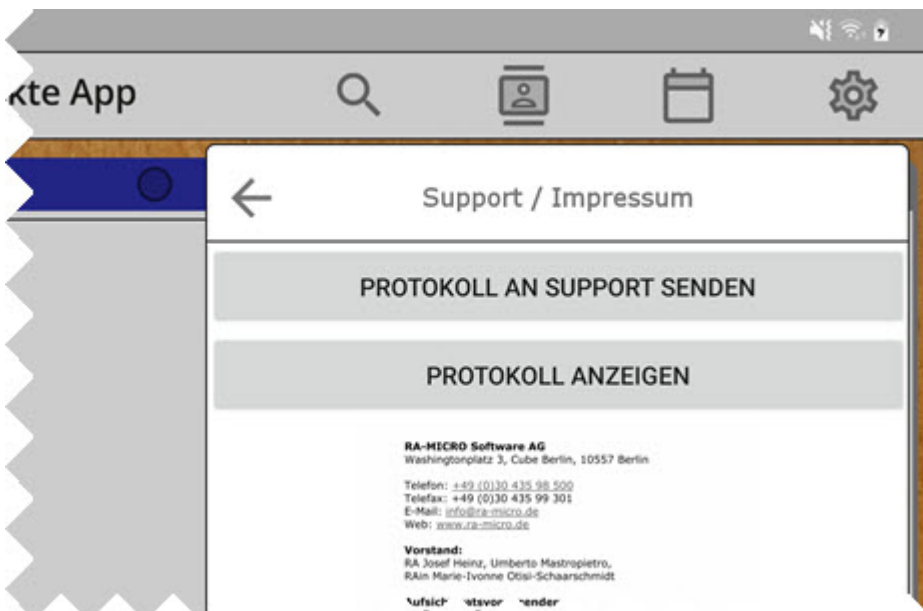 kte App
Support / Impressum
PROTOKOLL AN SUPPORT SENDEN
PROTOKOLL ANZEIGEN
RA-MICRO Software AG
Washingtonplatz 3, Cube Berlin, 10557 Berlin
Telefon: +49 (0)30 435 98 500
Telefax: +49 (0)30 435 99 301
E-Mail: info@ra-micro.de
Web: www.ra-micro.de
Vorstand:
RA Josef Heinz, Umberto Mastropietro,
RAin Marie-Ivonne Otisi-Schaarschmidt